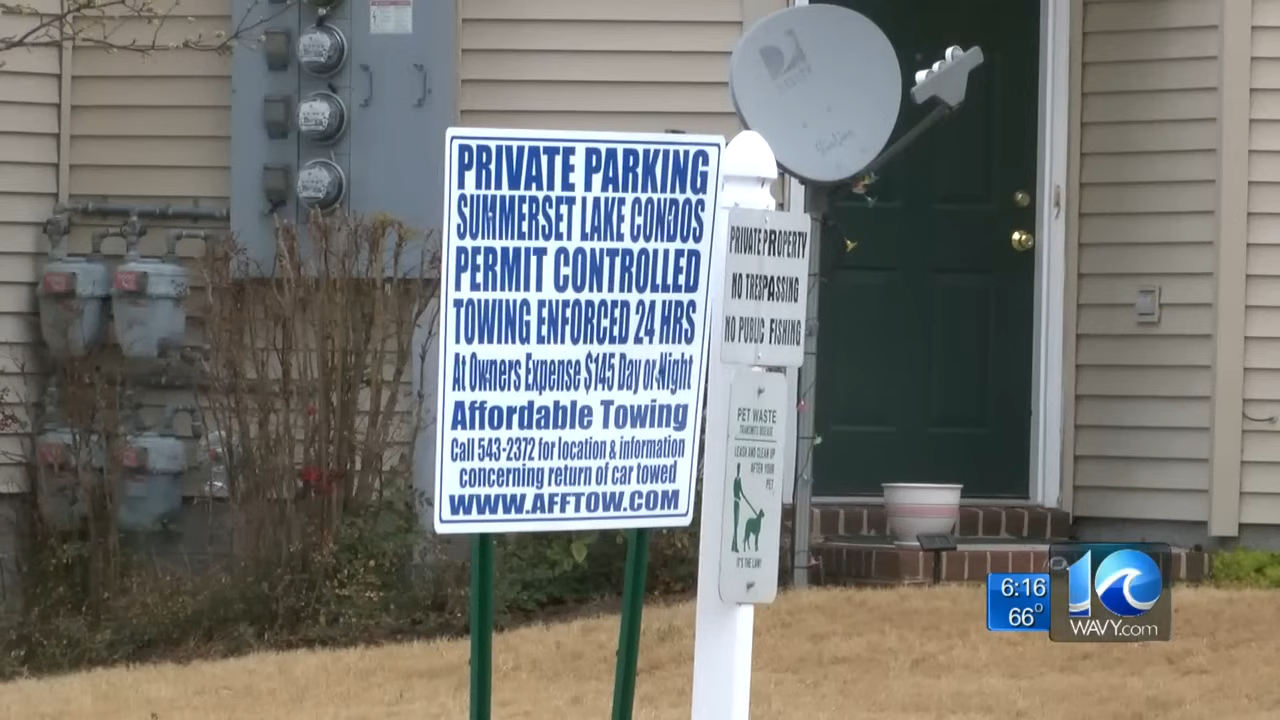 PRIVATE PARKING
SUMMERSET LAKE CONDOS
PERMIT CONTROLLED
TOWING ENFORCED 24 HRS
At Owners Expense $145 Day or Night
Affordable Towing
Call 543-2372 for location & information
concerning return of car towed
WWW.AFFTOW.COM
PRIVATE PROPERTY
NO TRESPASSING
NO PUBLIC FISHING
PET WASTE
TRANSMITS DISEASE
LEASH AND CLEAN UP
AFTER YOUR
PET
IT'S THE LAW!
6:16
66°
10
WAVY.com